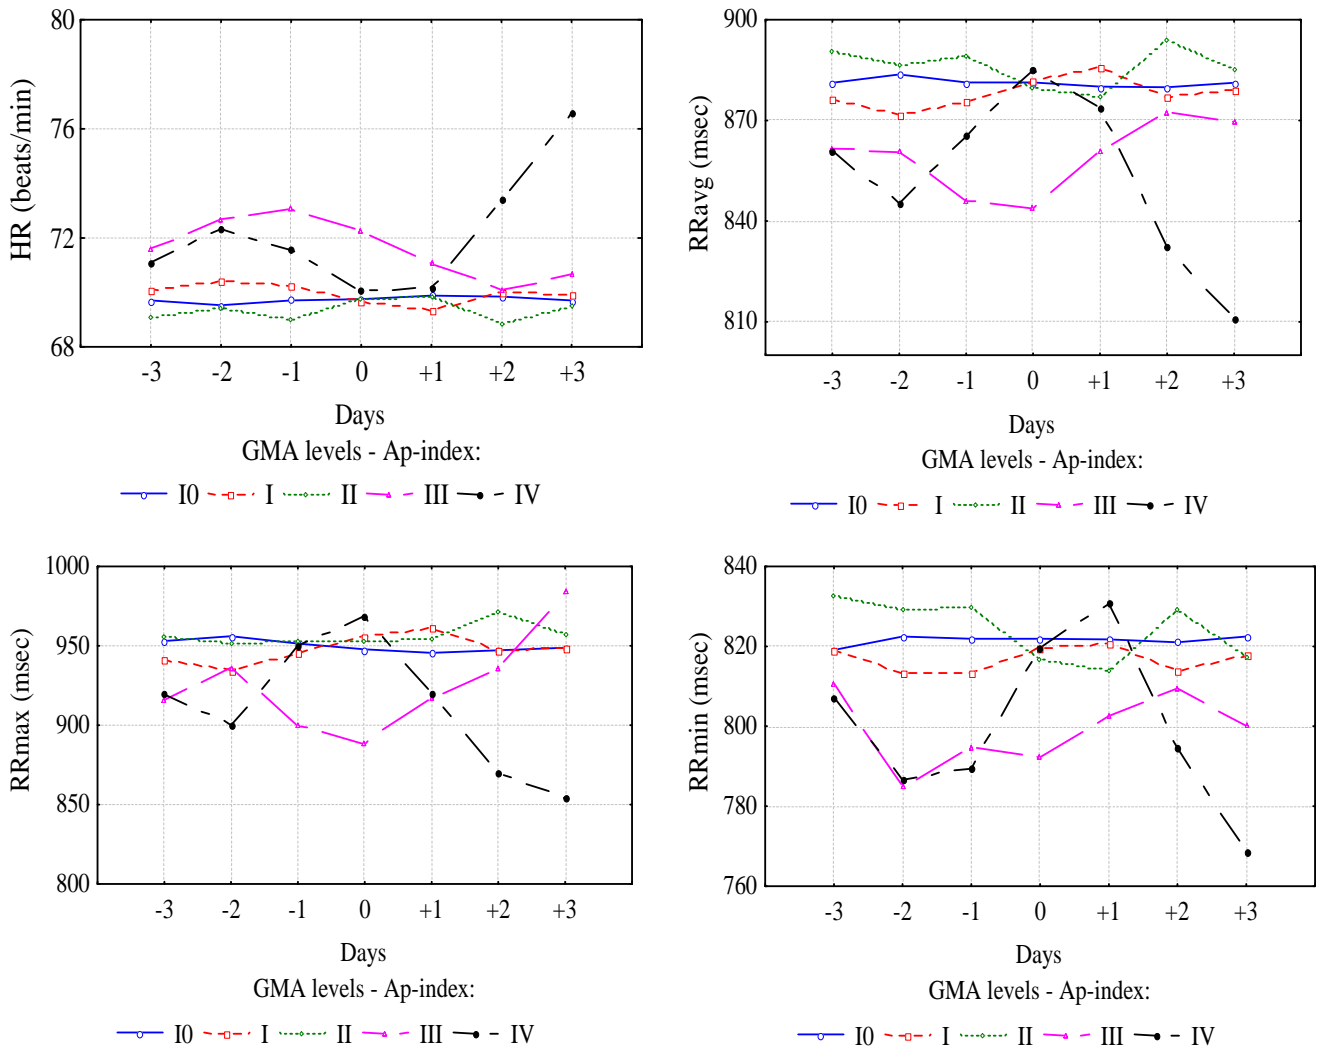 HR (beats/min)
80
76
72
68
-3 -2 -1 0 +1 +2 +3
Days
GMA levels - Ap-index:
I0 I II III IV
RRavg (msec)
900
870
840
810
-3 -2 -1 0 +1 +2 +3
Days
GMA levels - Ap-index:
I0 I II III IV
RRmax (msec)
1000
950
900
850
800
-3 -2 -1 0 +1 +2 +3
Days
GMA levels - Ap-index:
I0 I II III IV
RRmin (msec)
840
820
800
780
760
-3 -2 -1 0 +1 +2 +3
Days
GMA levels - Ap-index:
I0 I II III IV